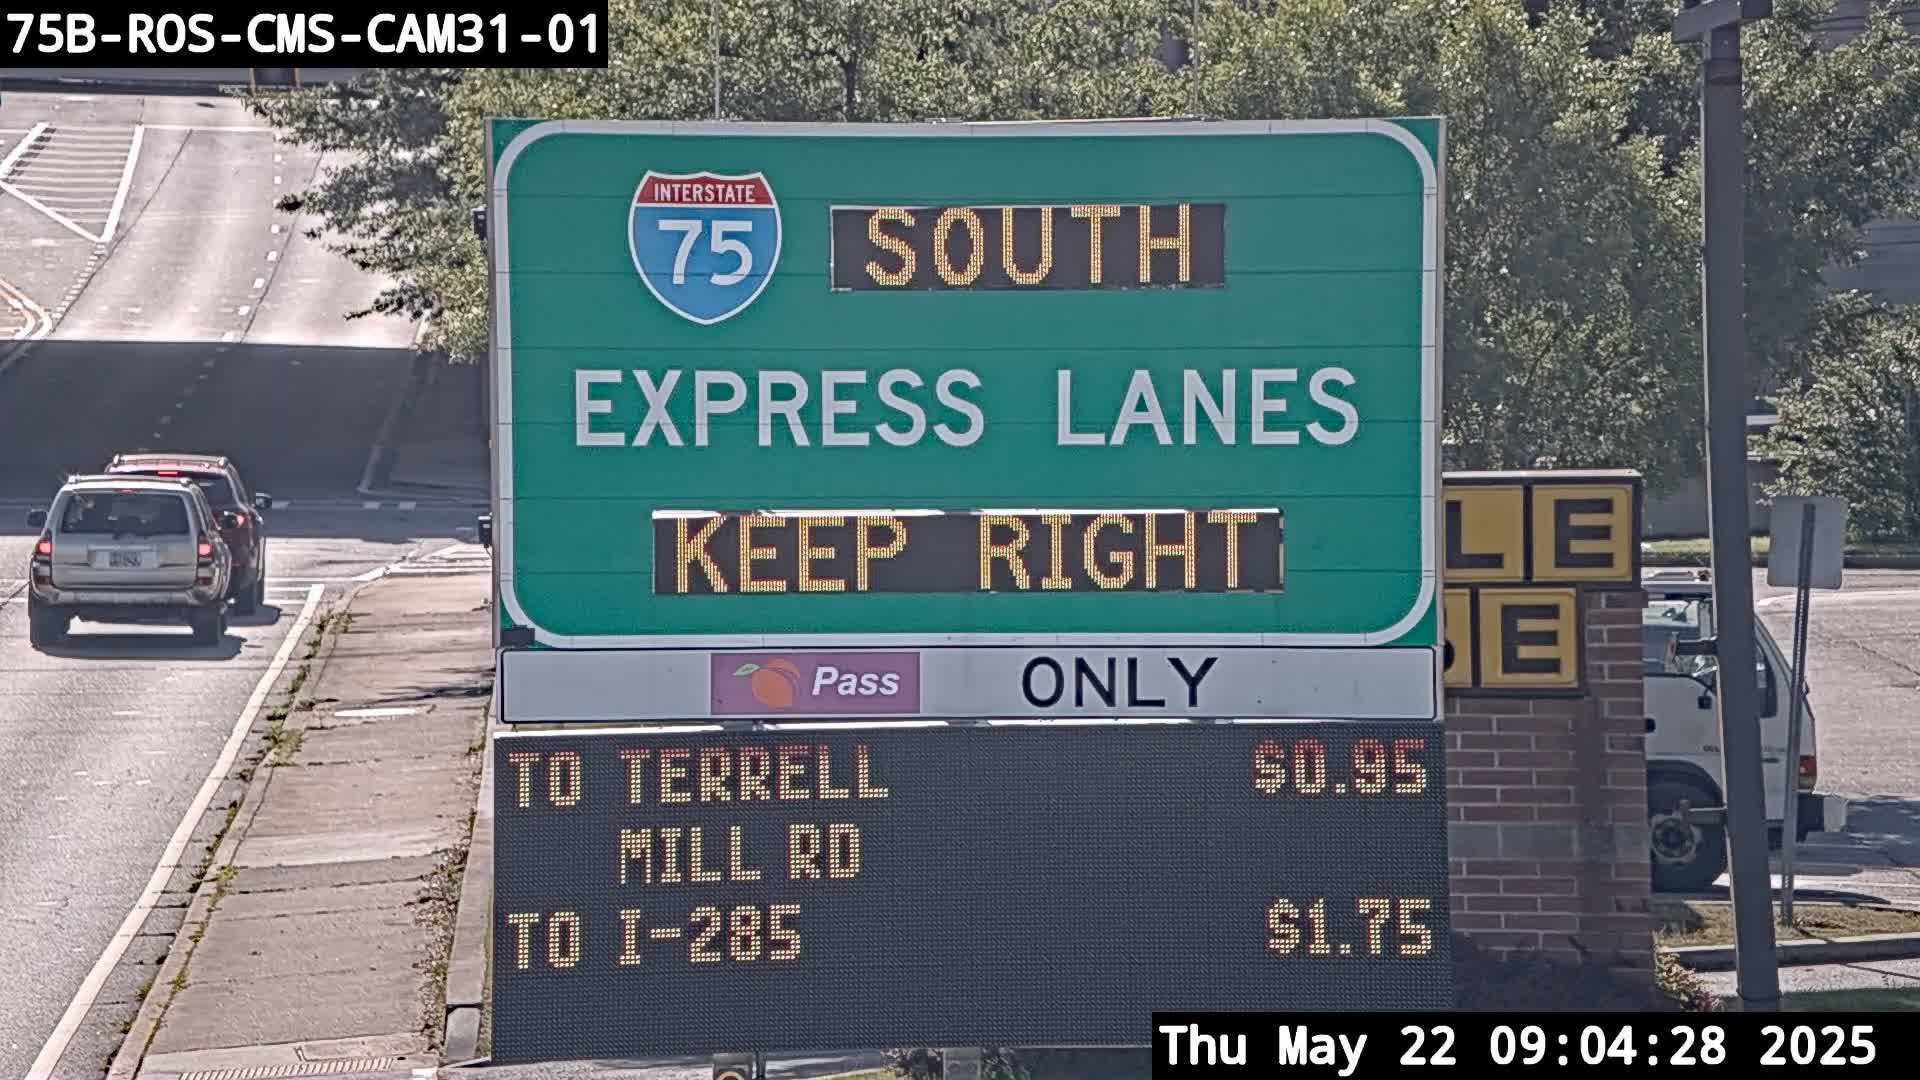 75B-ROS-CMS-CAM31-01
INTERSTATE
75
SOUTH
EXPRESS LANES
KEEP RIGHT
Pass ONLY
TO TERRELL $0.95
MILL RD
TO I-285 $1.75
LE
E
Thu May 22 09:04:28 2025